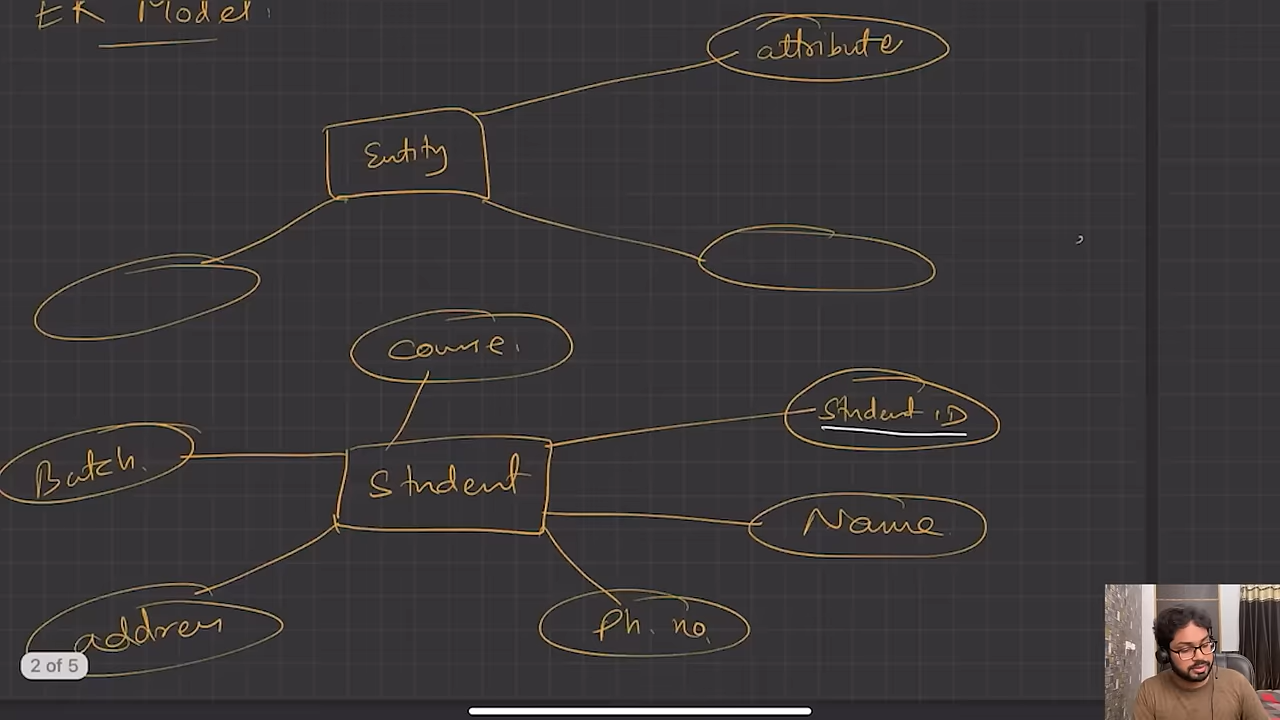 ER Model.
attribute
Entity
Course.
Student ID
Batch.
Student
Name
address
Ph. no.
2 of 5